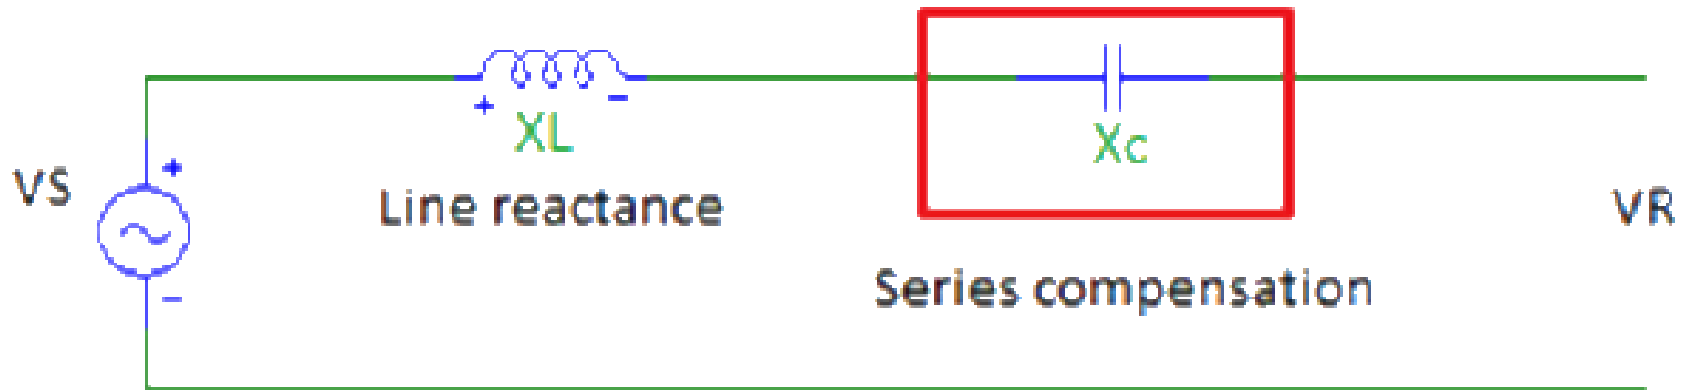 + −
XL
Xc
VS
+
−
Line reactance
VR
Series compensation